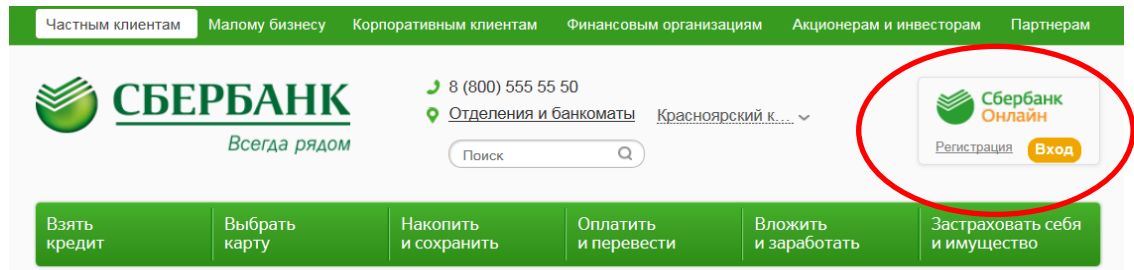 Частным клиентам Малому бизнесу Корпоративным клиентам Финансовым организациям Акционерам и инвесторам Партнерам
СБЕРБАНК
Всегда рядом
8 (800) 555 55 50
Отделения и банкоматы Красноярский к...
Поиск
Сбербанк
Онлайн
Регистрация Вход
Взять
кредит
Выбрать
карту
Накопить
и сохранить
Оплатить
и перевести
Вложить
и заработать
Застраховать себя
и имущество